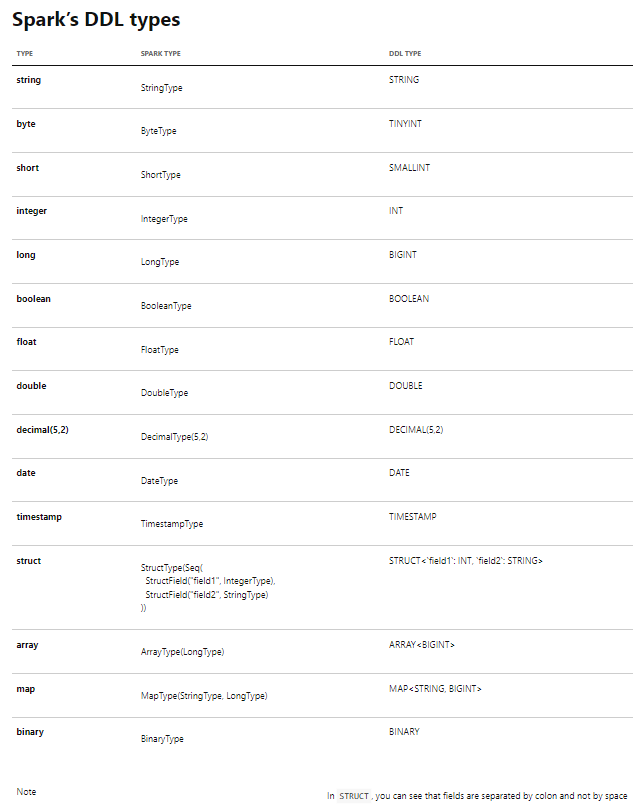 Spark's DDL types
TYPE SPARK TYPE DDL TYPE
string StringType STRING
byte ByteType TINYINT
short ShortType SMALLINT
integer IntegerType INT
long LongType BIGINT
boolean BooleanType BOOLEAN
float FloatType FLOAT
double DoubleType DOUBLE
decimal(5,2) DecimalType(5,2) DECIMAL(5,2)
date DateType DATE
timestamp TimestampType TIMESTAMP
struct StructType(Seq( STRUCT<`field1`: INT, `field2`: STRING>
StructField("field1", IntegerType),
StructField("field2", StringType)
))
array ArrayType(LongType) ARRAY<BIGINT>
map MapType(StringType, LongType) MAP<STRING, BIGINT>
binary BinaryType BINARY
Note In STRUCT , you can see that fields are separated by colon and not by space